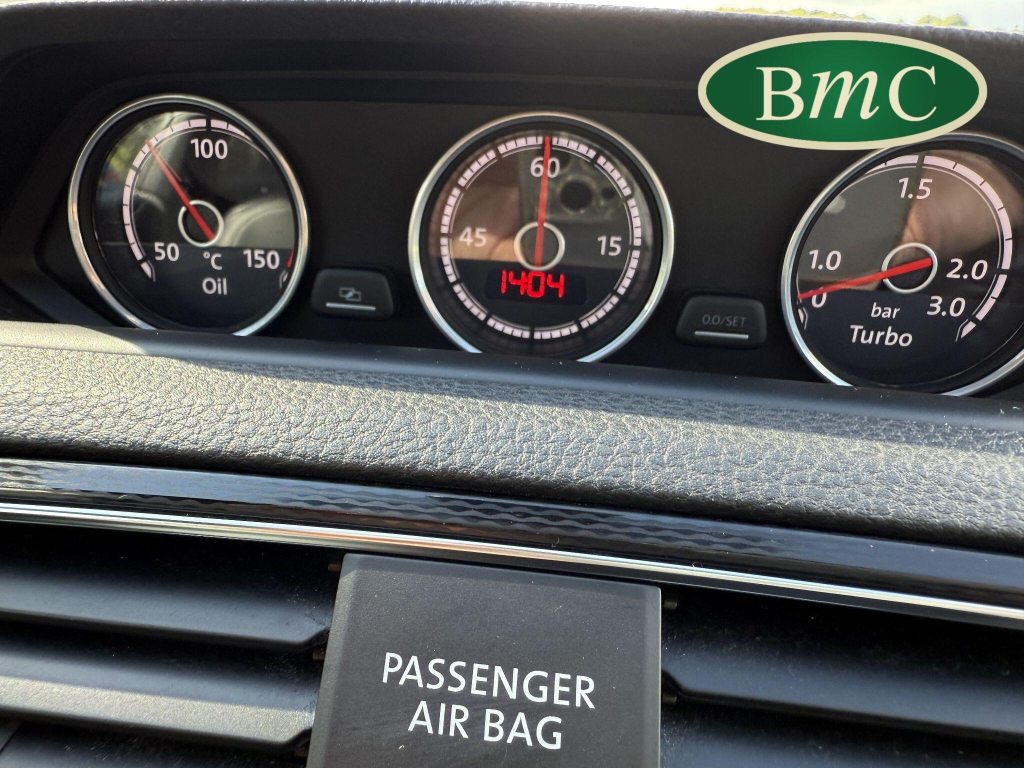 BmC
100
50
150
°C
Oil
60
45
15
1404
0.0/SET
1.5
1.0
2.0
0
3.0
bar
Turbo
PASSENGER
AIR BAG